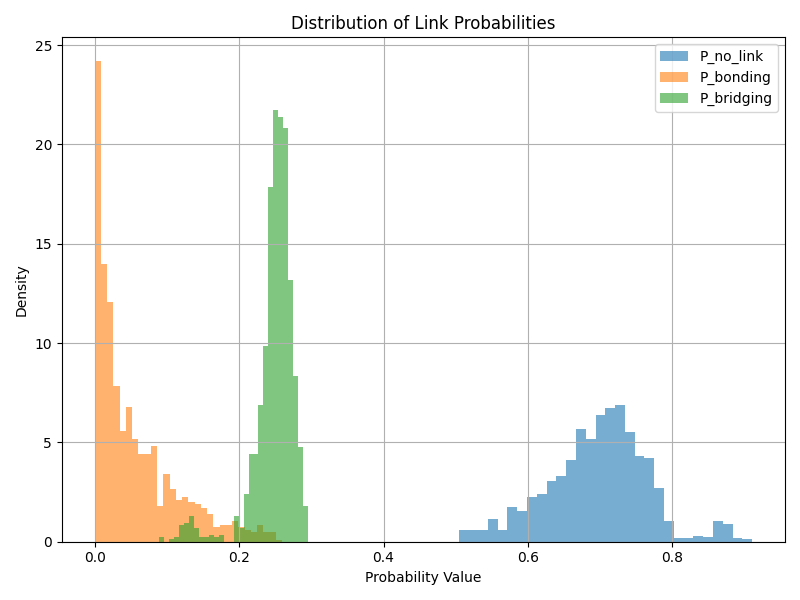 Distribution of Link Probabilities
P_no_link
P_bonding
P_bridging
Density
25
20
15
10
5
0
0.0 0.2 0.4 0.6 0.8
Probability Value